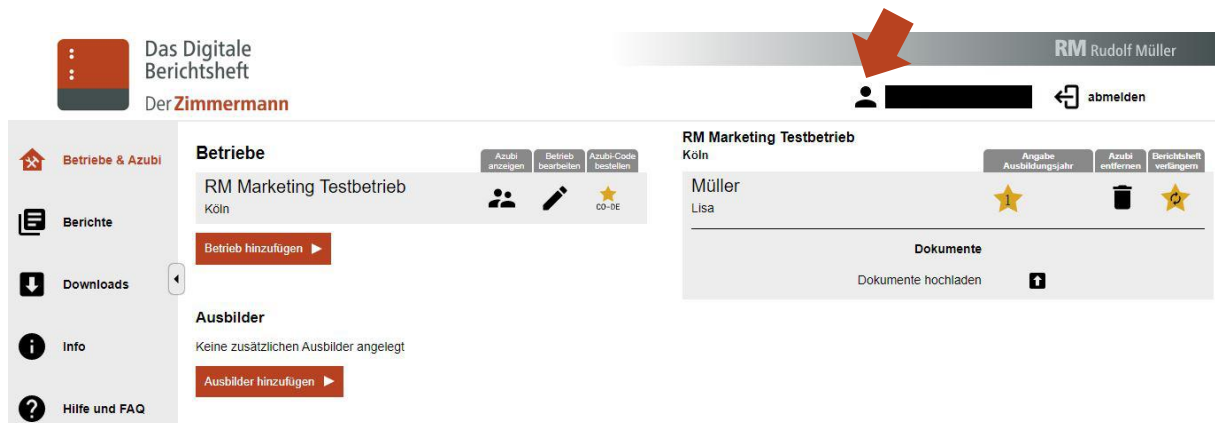 Das Digitale
Berichtsheft
Der Zimmermann
RM Rudolf Müller
abmelden
Betriebe & Azubi
Berichte
Downloads
Info
Hilfe und FAQ
Betriebe
Azubi anzeigen
Betrieb bearbeiten
Azubi-Code bestellen
RM Marketing Testbetrieb
Köln
CO-DE
Betrieb hinzufügen
Ausbilder
Keine zusätzlichen Ausbilder angelegt
Ausbilder hinzufügen
RM Marketing Testbetrieb
Köln
Angabe Ausbildungsjahr
Azubi entfernen
Berichtsheft verlängern
Müller
1
Lisa
Dokumente
Dokumente hochladen